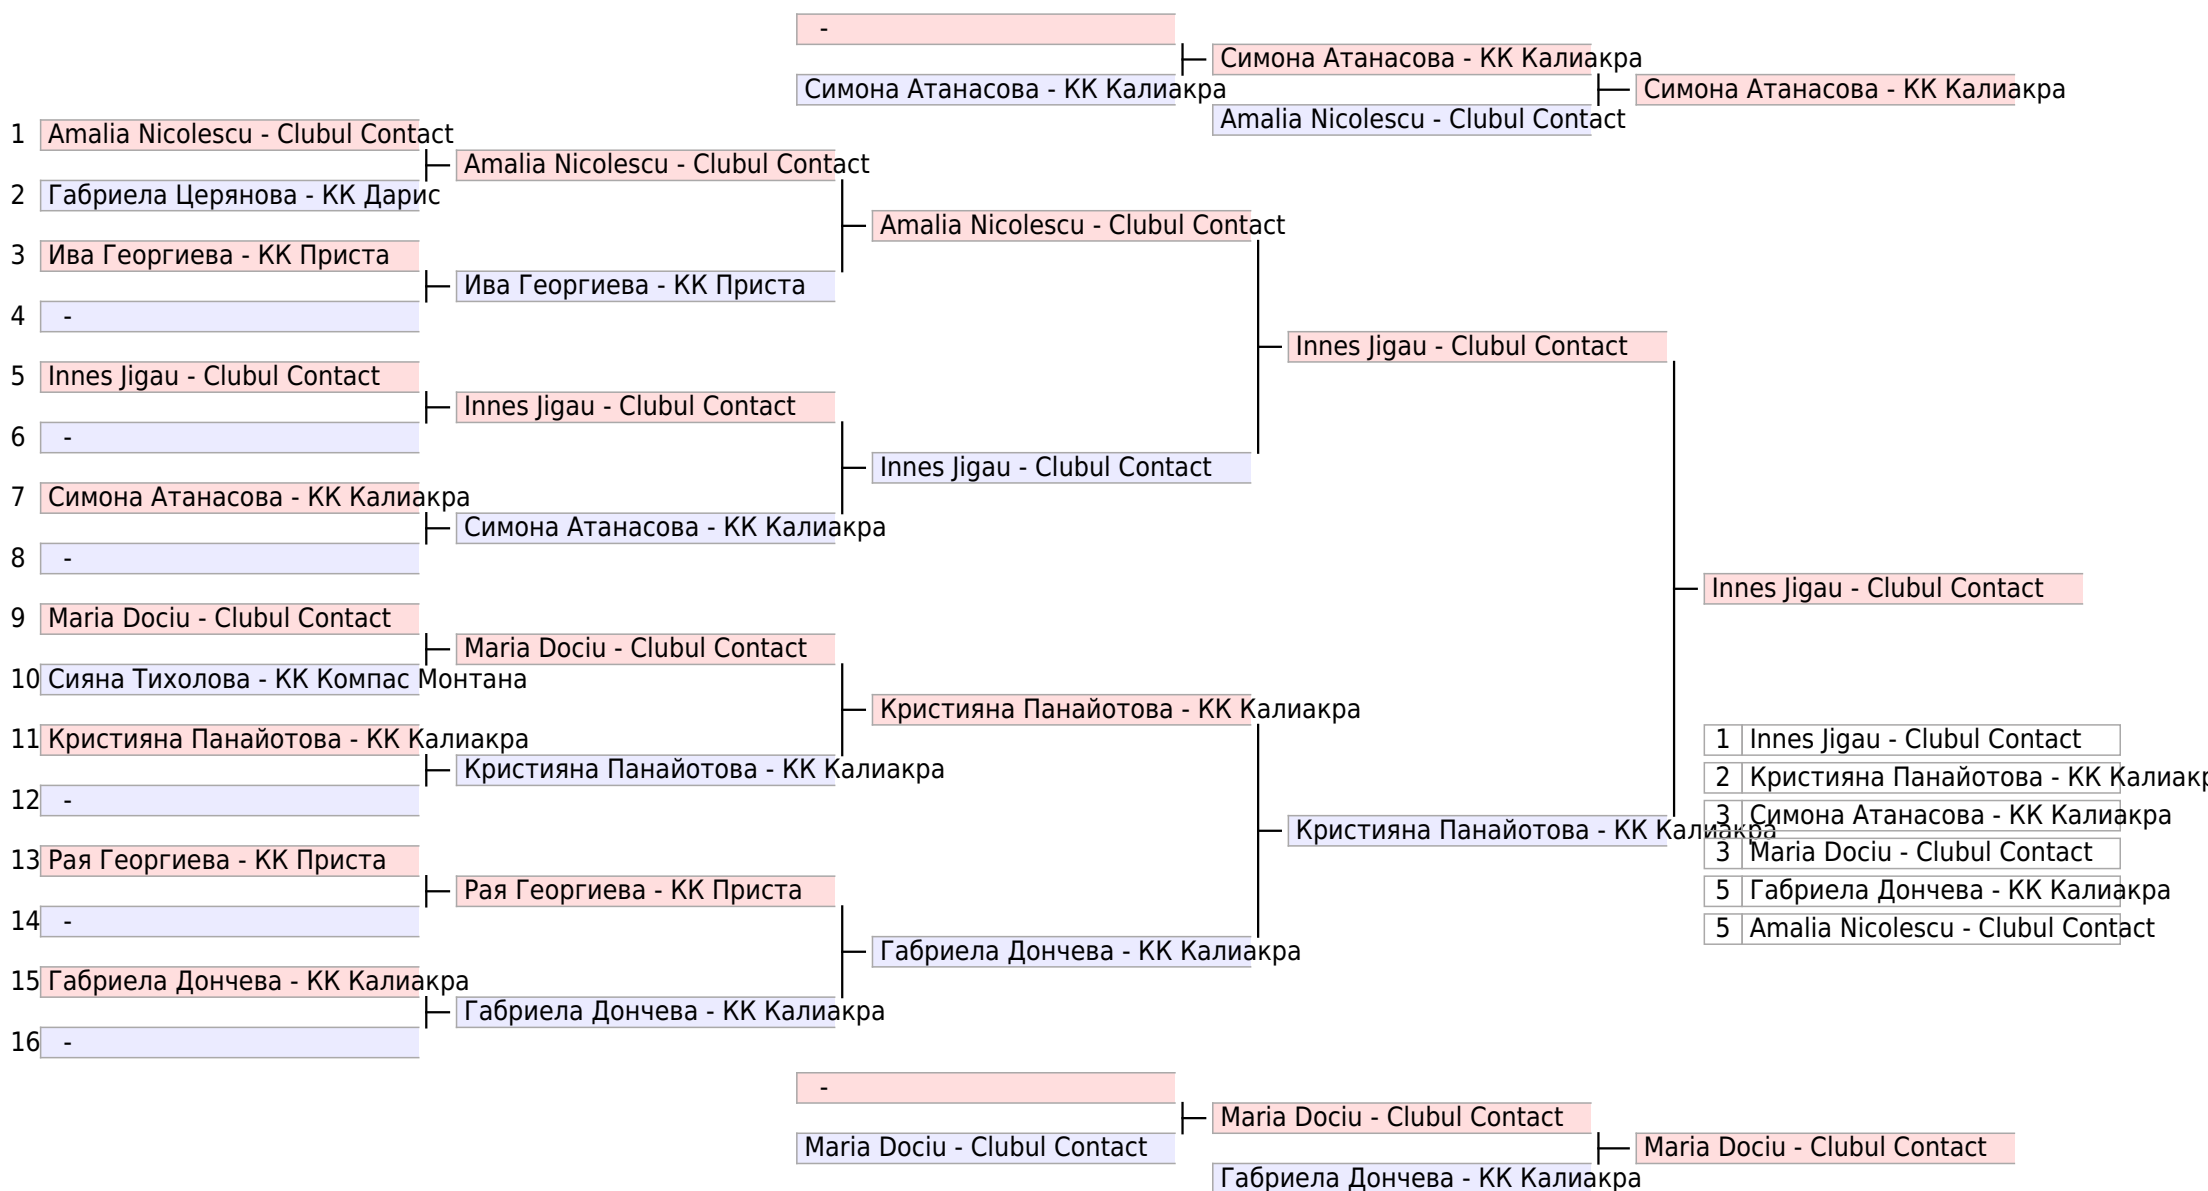 -
Симона Атанасова - КК Калиакра
Симона Атанасова - КК Калиакра
Amalia Nicolescu - Clubul Contact
Симона Атанасова - КК Калиакра
1 Amalia Nicolescu - Clubul Contact
2 Габриела Церянова - КК Дарис
3 Ива Георгиева - КК Приста
4 -
5 Innes Jigau - Clubul Contact
6 -
7 Симона Атанасова - КК Калиакра
8 -
9 Maria Dociu - Clubul Contact
10 Сияна Тихолова - КК Компас Монтана
11 Кристияна Панайотова - КК Калиакра
12 -
13 Рая Георгиева - КК Приста
14 -
15 Габриела Дончева - КК Калиакра
16 -
Amalia Nicolescu - Clubul Contact
Ива Георгиева - КК Приста
Innes Jigau - Clubul Contact
Симона Атанасова - КК Калиакра
Maria Dociu - Clubul Contact
Кристияна Панайотова - КК Калиакра
Рая Георгиева - КК Приста
Габриела Дончева - КК Калиакра
Amalia Nicolescu - Clubul Contact
Innes Jigau - Clubul Contact
Кристияна Панайотова - КК Калиакра
Габриела Дончева - КК Калиакра
Innes Jigau - Clubul Contact
Кристияна Панайотова - КК Калиакра
Innes Jigau - Clubul Contact
1 Innes Jigau - Clubul Contact
2 Кристияна Панайотова - КК Калиакр
3 Симона Атанасова - КК Калиакра
3 Maria Dociu - Clubul Contact
5 Габриела Дончева - КК Калиакра
5 Amalia Nicolescu - Clubul Contact
-
Maria Dociu - Clubul Contact
Maria Dociu - Clubul Contact
Габриела Дончева - КК Калиакра
Maria Dociu - Clubul Contact